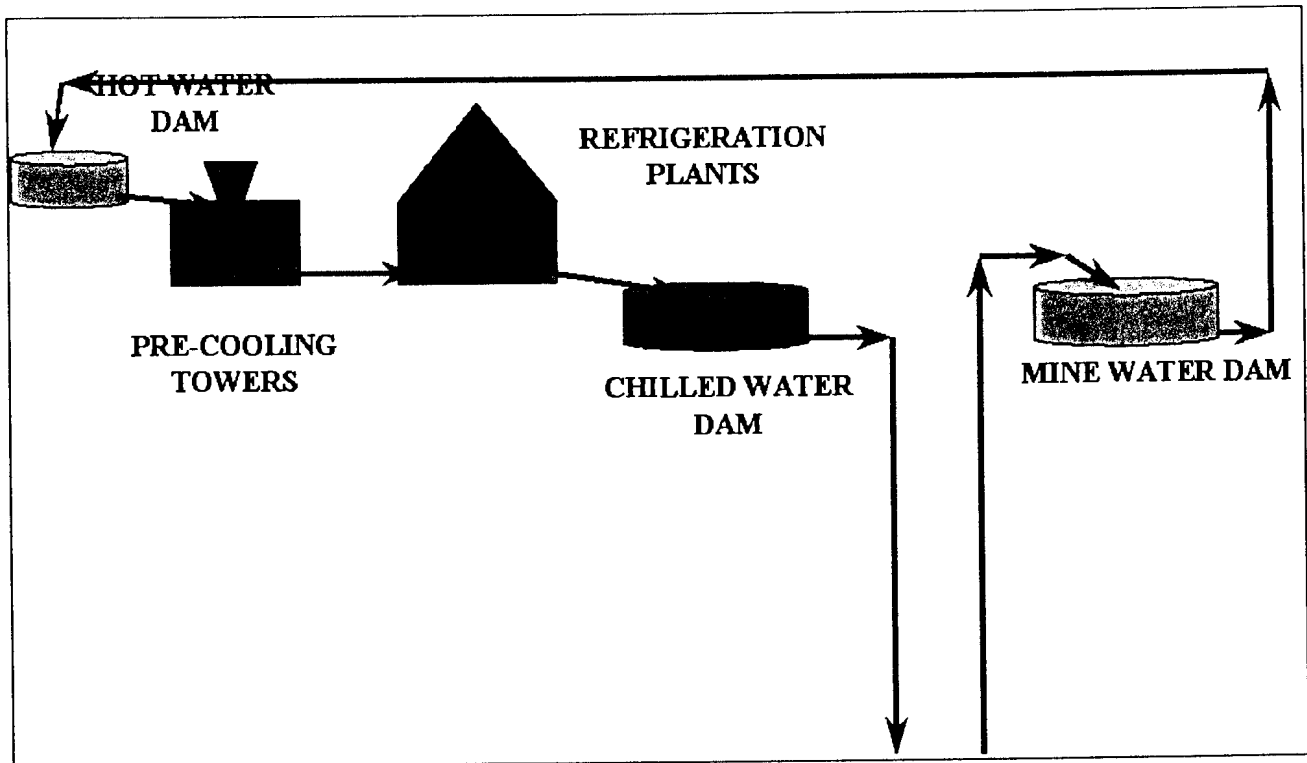 HOT WATER
DAM
REFRIGERATION
PLANTS
PRE-COOLING
TOWERS
CHILLED WATER
DAM
MINE WATER DAM